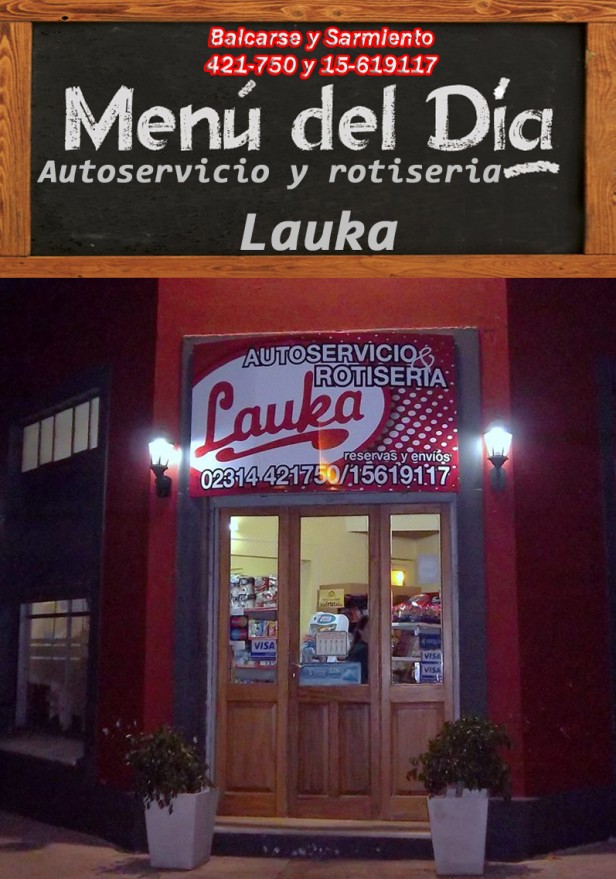 Balcarse y Sarmiento
421-750 y 15-619117
Menú del Día
Autoservicio y rotiseria
Lauka
AUTOSERVICIO&
ROTISERIA
Lauka
reservas y envíos
02314 421750/15619117
VISA
VISA
VISA